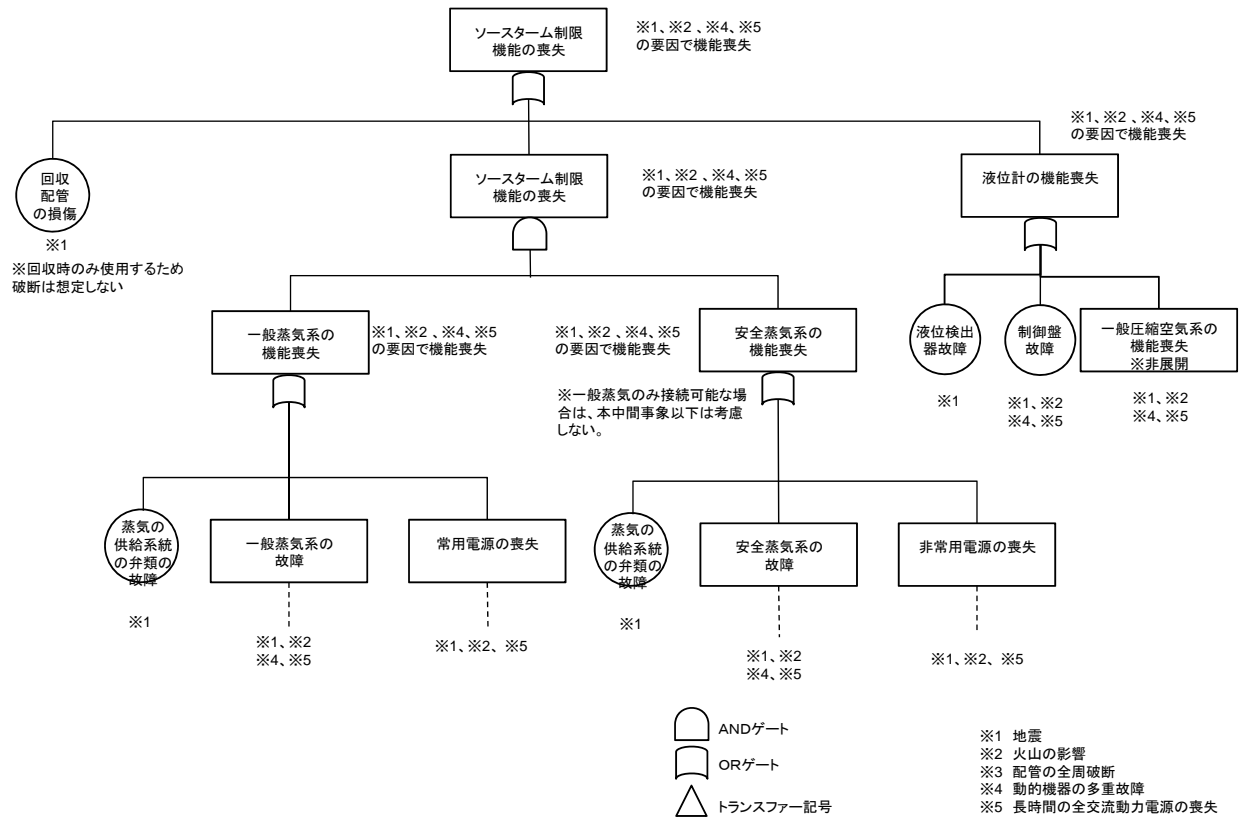 ソースターム制限
機能の喪失
※1、※2 、※4、※5
の要因で機能喪失
※1、※2 、※4、※5
の要因で機能喪失
回収
配管
の損傷
※1
※回収時のみ使用するため
破断は想定しない
ソースターム制限
機能の喪失
※1、※2 、※4、※5
の要因で機能喪失
液位計の機能喪失
一般蒸気系の
機能喪失
※1、※2 、※4、※5
の要因で機能喪失
※1、※2 、※4、※5
の要因で機能喪失
安全蒸気系の
機能喪失
※一般蒸気のみ接続可能な場
合は、本中間事象以下は考慮
しない。
液位検出
器故障
※1
制御盤
故障
※1、※2
※4、※5
一般圧縮空気系の
機能喪失
※非展開
※1、※2
※4、※5
蒸気の
供給系統
の弁類の
故障
※1
一般蒸気系の
故障
※1、※2
※4、※5
常用電源の喪失
※1、※2、※5
蒸気の
供給系統
の弁類の
故障
※1
安全蒸気系の
故障
※1、※2
※4、※5
非常用電源の喪失
※1、※2、※5
ANDゲート
ORゲート
トランスファー記号
※1 地震
※2 火山の影響
※3 配管の全周破断
※4 動的機器の多重故障
※5 長時間の全交流動力電源の喪失